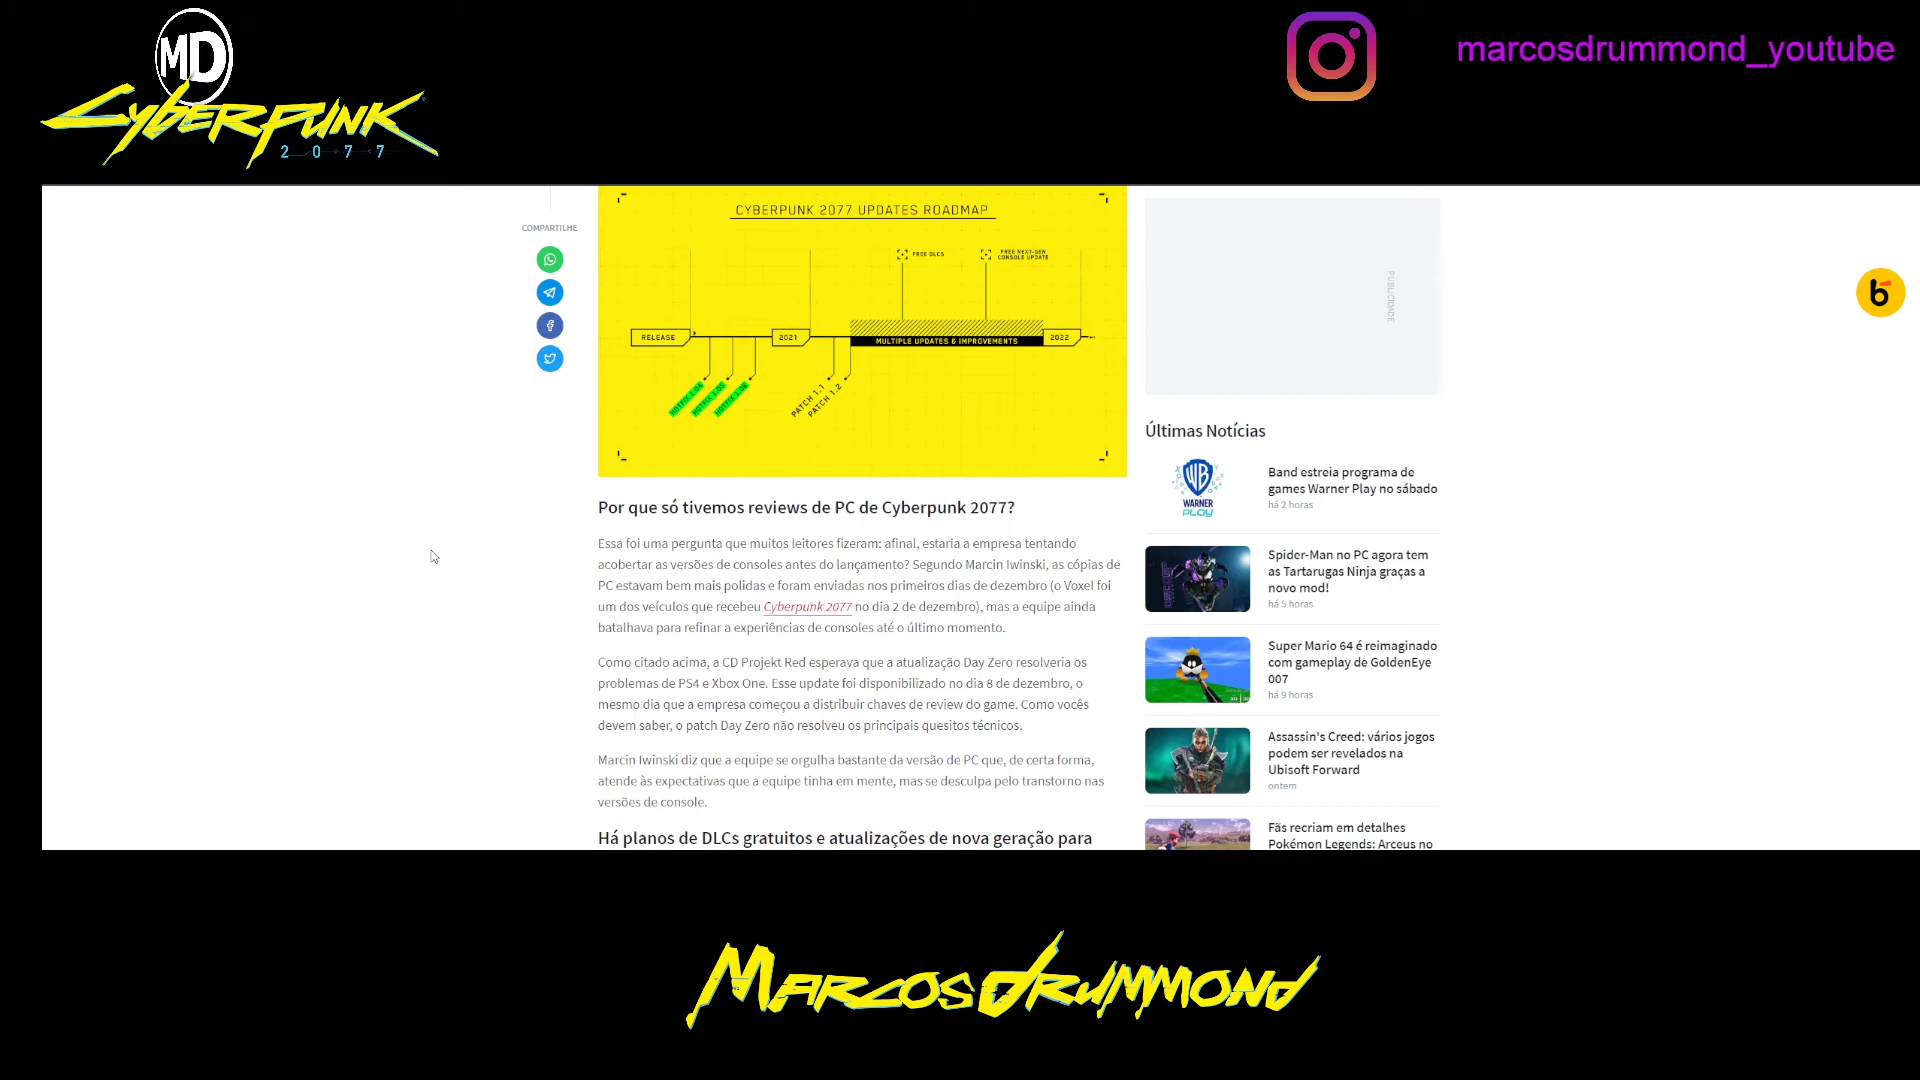 MD
CYBERPUNK
2077
marcosdrummond_youtube
COMPARTILHE
CYBERPUNK 2077 UPDATES ROADMAP
FREE DLCS
FREE NEXT-GEN
CONSOLE UPDATE
RELEASE
2021
MULTIPLE UPDATES & IMPROVEMENTS
2022
HOTFIX 1.04
HOTFIX 1.05
HOTFIX 1.06
PATCH 1.1
PATCH 1.2
Por que só tivemos reviews de PC de Cyberpunk 2077?
Essa foi uma pergunta que muitos leitores fizeram: afinal, estaria a empresa tentando
acobertar as versões de consoles antes do lançamento? Segundo Marcin Iwinski, as cópias de
PC estavam bem mais polidas e foram enviadas nos primeiros dias de dezembro (o Voxel foi
um dos veículos que recebeu Cyberpunk 2077 no dia 2 de dezembro), mas a equipe ainda
batalhava para refinar a experiências de consoles até o último momento.
Como citado acima, a CD Projekt Red esperava que a atualização Day Zero resolveria os
problemas de PS4 e Xbox One. Esse update foi disponibilizado no dia 8 de dezembro, o
mesmo dia que a empresa começou a distribuir chaves de review do game. Como vocês
devem saber, o patch Day Zero não resolveu os principais quesitos técnicos.
Marcin Iwinski diz que a equipe se orgulha bastante da versão de PC que, de certa forma,
atende às expectativas que a equipe tinha em mente, mas se desculpa pelo transtorno nas
versões de console.
Há planos de DLCs gratuitos e atualizações de nova geração para
PUBLICIDADE
Últimas Notícias
WB
WARNER
PLAY
Band estreia programa de
games Warner Play no sábado
há 2 horas
Spider-Man no PC agora tem
as Tartarugas Ninja graças a
novo mod!
há 5 horas
Super Mario 64 é reimaginado
com gameplay de GoldenEye
007
há 9 horas
Assassin's Creed: vários jogos
podem ser revelados na
Ubisoft Forward
ontem
Fãs recriam em detalhes
Pokémon Legends: Arceus no
b
MARCOSDRUMMOND